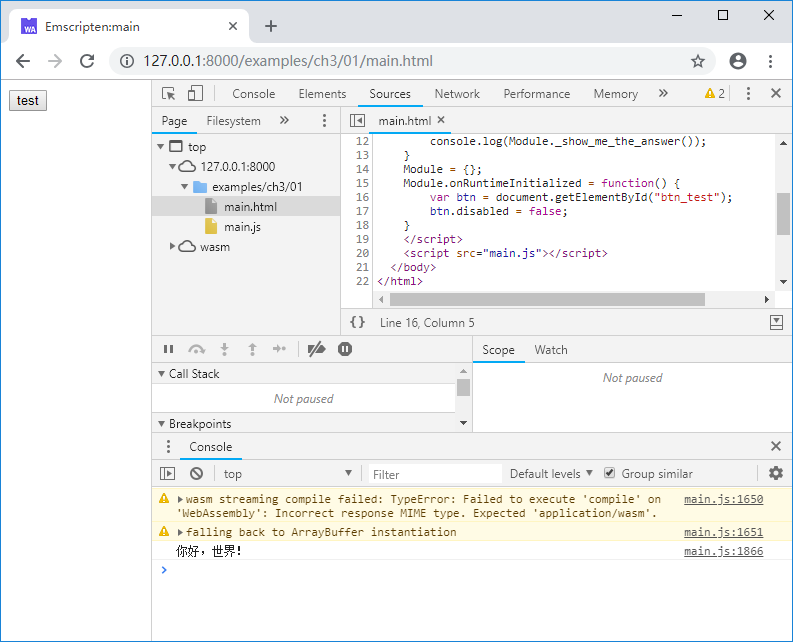 Emscripten:main
127.0.0.1:8000/examples/ch3/01/main.html
test
Console Elements Sources Network Performance Memory » 2
Page Filesystem »
main.html
top
127.0.0.1:8000
examples/ch3/01
main.html
main.js
wasm
12 console.log(Module._show_me_the_answer());
13 }
14 Module = {};
15 Module.onRuntimeInitialized = function() {
16 var btn = document.getElementById("btn_test");
17 btn.disabled = false;
18 }
19 </script>
20 <script src="main.js"></script>
21 </body>
22 </html>
{} Line 16, Column 5
Scope Watch
Call Stack
Not paused
Not paused
Breakpoints
Console
top Filter Default levels Group similar
wasm streaming compile failed: TypeError: Failed to execute 'compile' on main.js:1650
'WebAssembly': Incorrect response MIME type. Expected 'application/wasm'.
falling back to ArrayBuffer instantiation main.js:1651
你好，世界! main.js:1866